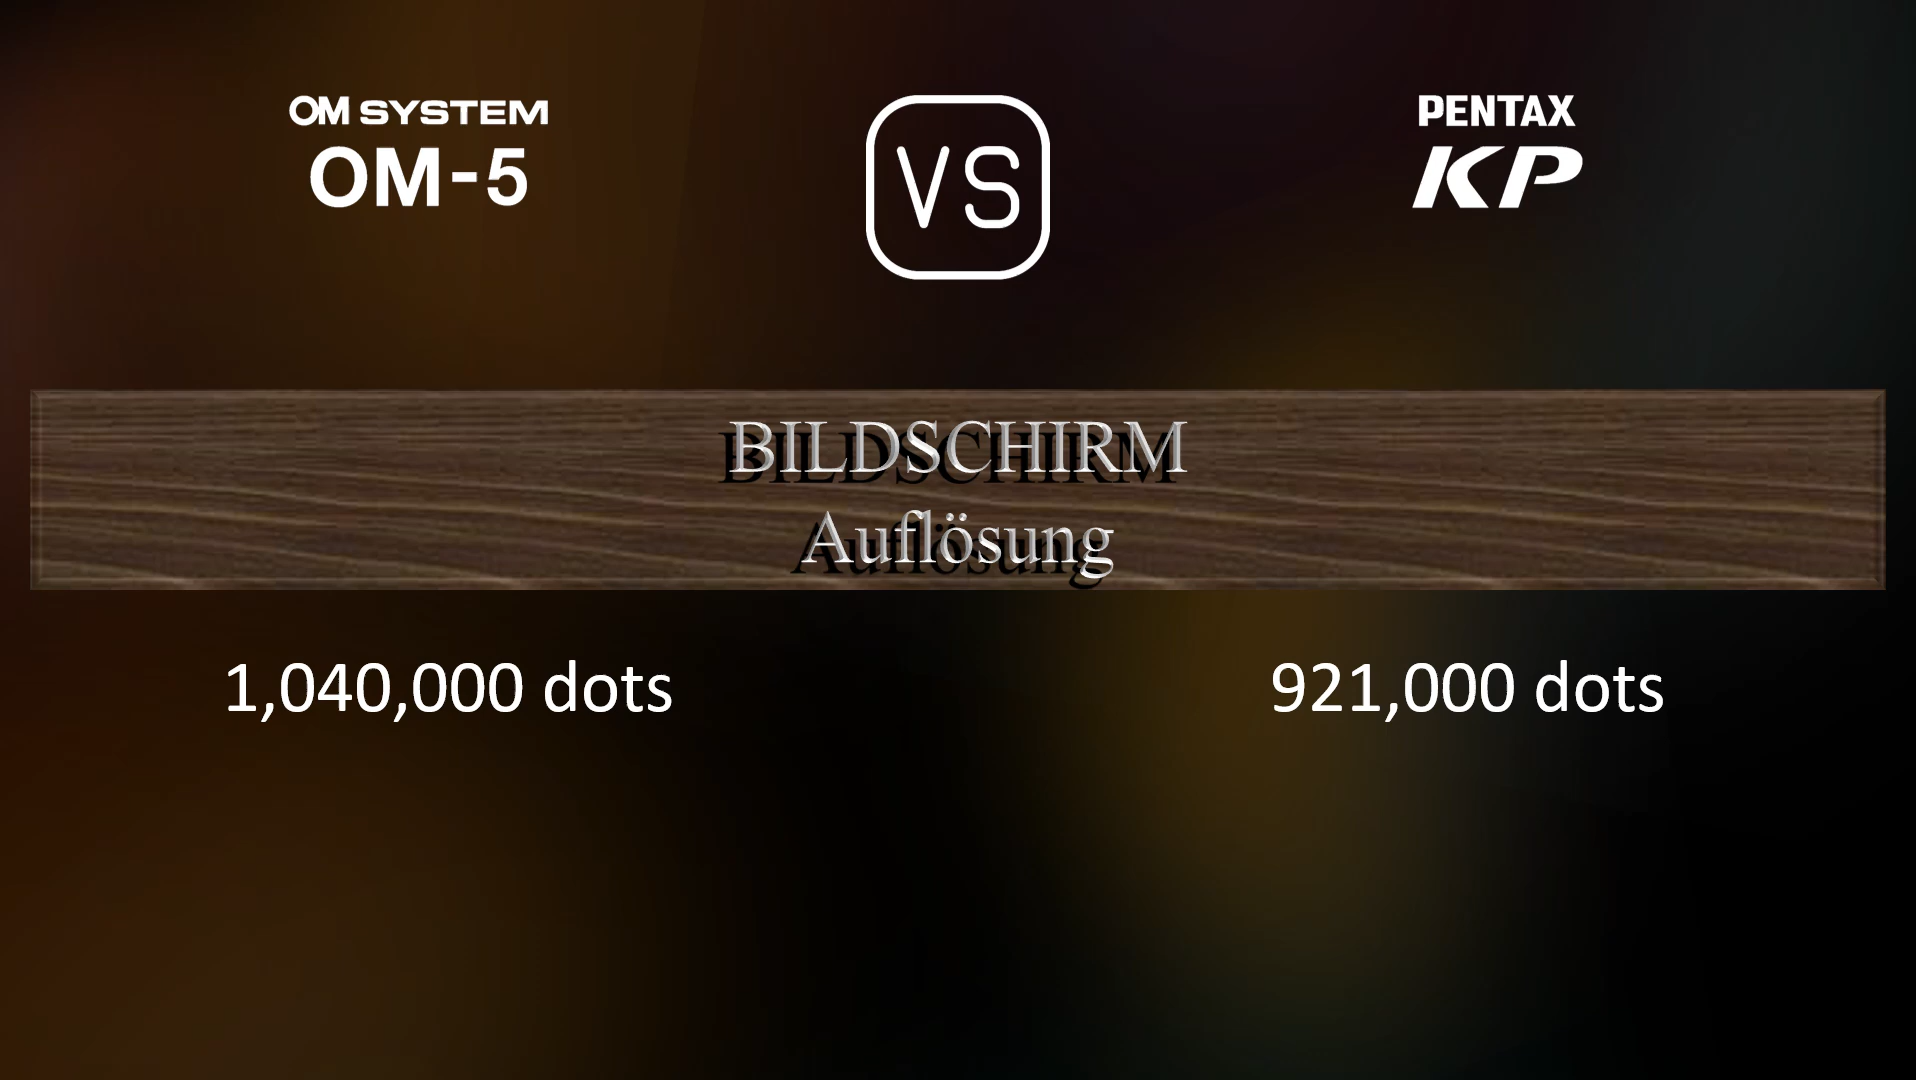 OM SYSTEM
OM-5
VS
PENTAX
KP
BILDSCHIRM
Auflösung
1,040,000 dots
921,000 dots